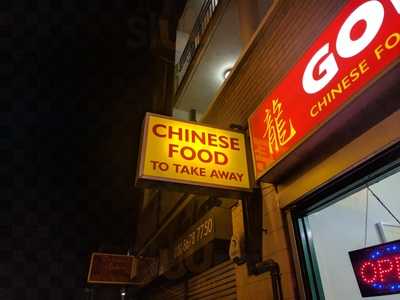 CHINESE
FOOD
TO TAKE AWAY
龍
GO
CHINESE FO
OPE